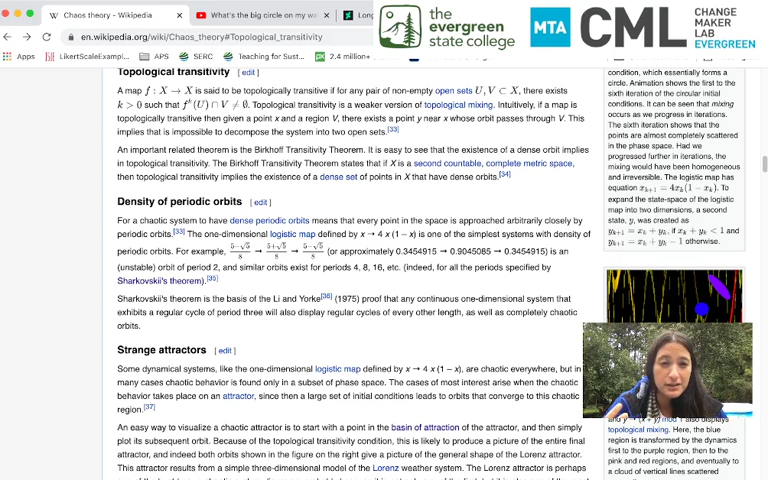 Chaos theory - Wikipedia
What's the big circle on my wa
Long
en.wikipedia.org/wiki/Chaos_theory#Topological_transitivity
Apps
LikertScaleExampl...
APS
SERC
Teaching for Sust...
2.4 million+
the
evergreen
state college
MTA
CML
CHANGE
MAKER
LAB
EVERGREEN
Topological transitivity [ edit ]
A map f : X → X is said to be topologically transitive if for any pair of non-empty open sets U, V ⊂ X, there exists
k > 0 such that fᵏ(U) ∩ V ≠ ∅. Topological transitivity is a weaker version of topological mixing. Intuitively, if a map is
topologically transitive then given a point x and a region V, there exists a point y near x whose orbit passes through V. This
implies that is impossible to decompose the system into two open sets.[33]
An important related theorem is the Birkhoff Transitivity Theorem. It is easy to see that the existence of a dense orbit implies
in topological transitivity. The Birkhoff Transitivity Theorem states that if X is a second countable, complete metric space,
then topological transitivity implies the existence of a dense set of points in X that have dense orbits.[34]
Density of periodic orbits [ edit ]
For a chaotic system to have dense periodic orbits means that every point in the space is approached arbitrarily closely by
periodic orbits.[33] The one-dimensional logistic map defined by x → 4 x (1 – x) is one of the simplest systems with density of
periodic orbits. For example, (5−√5)/8 → (5+√5)/8 → (5−√5)/8 (or approximately 0.3454915 → 0.9045085 → 0.3454915) is an
(unstable) orbit of period 2, and similar orbits exist for periods 4, 8, 16, etc. (indeed, for all the periods specified by
Sharkovskii's theorem).[35]
Sharkovskii's theorem is the basis of the Li and Yorke[36] (1975) proof that any continuous one-dimensional system that
exhibits a regular cycle of period three will also display regular cycles of every other length, as well as completely chaotic
orbits.
Strange attractors [ edit ]
Some dynamical systems, like the one-dimensional logistic map defined by x → 4 x (1 – x), are chaotic everywhere, but in
many cases chaotic behavior is found only in a subset of phase space. The cases of most interest arise when the chaotic
behavior takes place on an attractor, since then a large set of initial conditions leads to orbits that converge to this chaotic
region.[37]
An easy way to visualize a chaotic attractor is to start with a point in the basin of attraction of the attractor, and then simply
plot its subsequent orbit. Because of the topological transitivity condition, this is likely to produce a picture of the entire final
attractor, and indeed both orbits shown in the figure on the right give a picture of the general shape of the Lorenz attractor.
This attractor results from a simple three-dimensional model of the Lorenz weather system. The Lorenz attractor is perhaps
condition, which essentially forms a
circle. Animation shows the first to the
sixth iteration of the circular initial
conditions. It can be seen that mixing
occurs as we progress in iterations.
The sixth iteration shows that the
points are almost completely scattered
in the phase space. Had we
progressed further in iterations, the
mixing would have been homogeneous
and irreversible. The logistic map has
equation xₖ₊₁ = 4xₖ(1 − xₖ). To
expand the state-space of the logistic
map into two dimensions, a second
state, y, was created as
yₖ₊₁ = xₖ + yₖ, if xₖ + yₖ < 1 and
yₖ₊₁ = xₖ + yₖ − 1 otherwise.
and y → (x + y) mod 1 also displays
topological mixing. Here, the blue
region is transformed by the dynamics
first to the purple region, then to the
pink and red regions, and eventually to
a cloud of vertical lines scattered